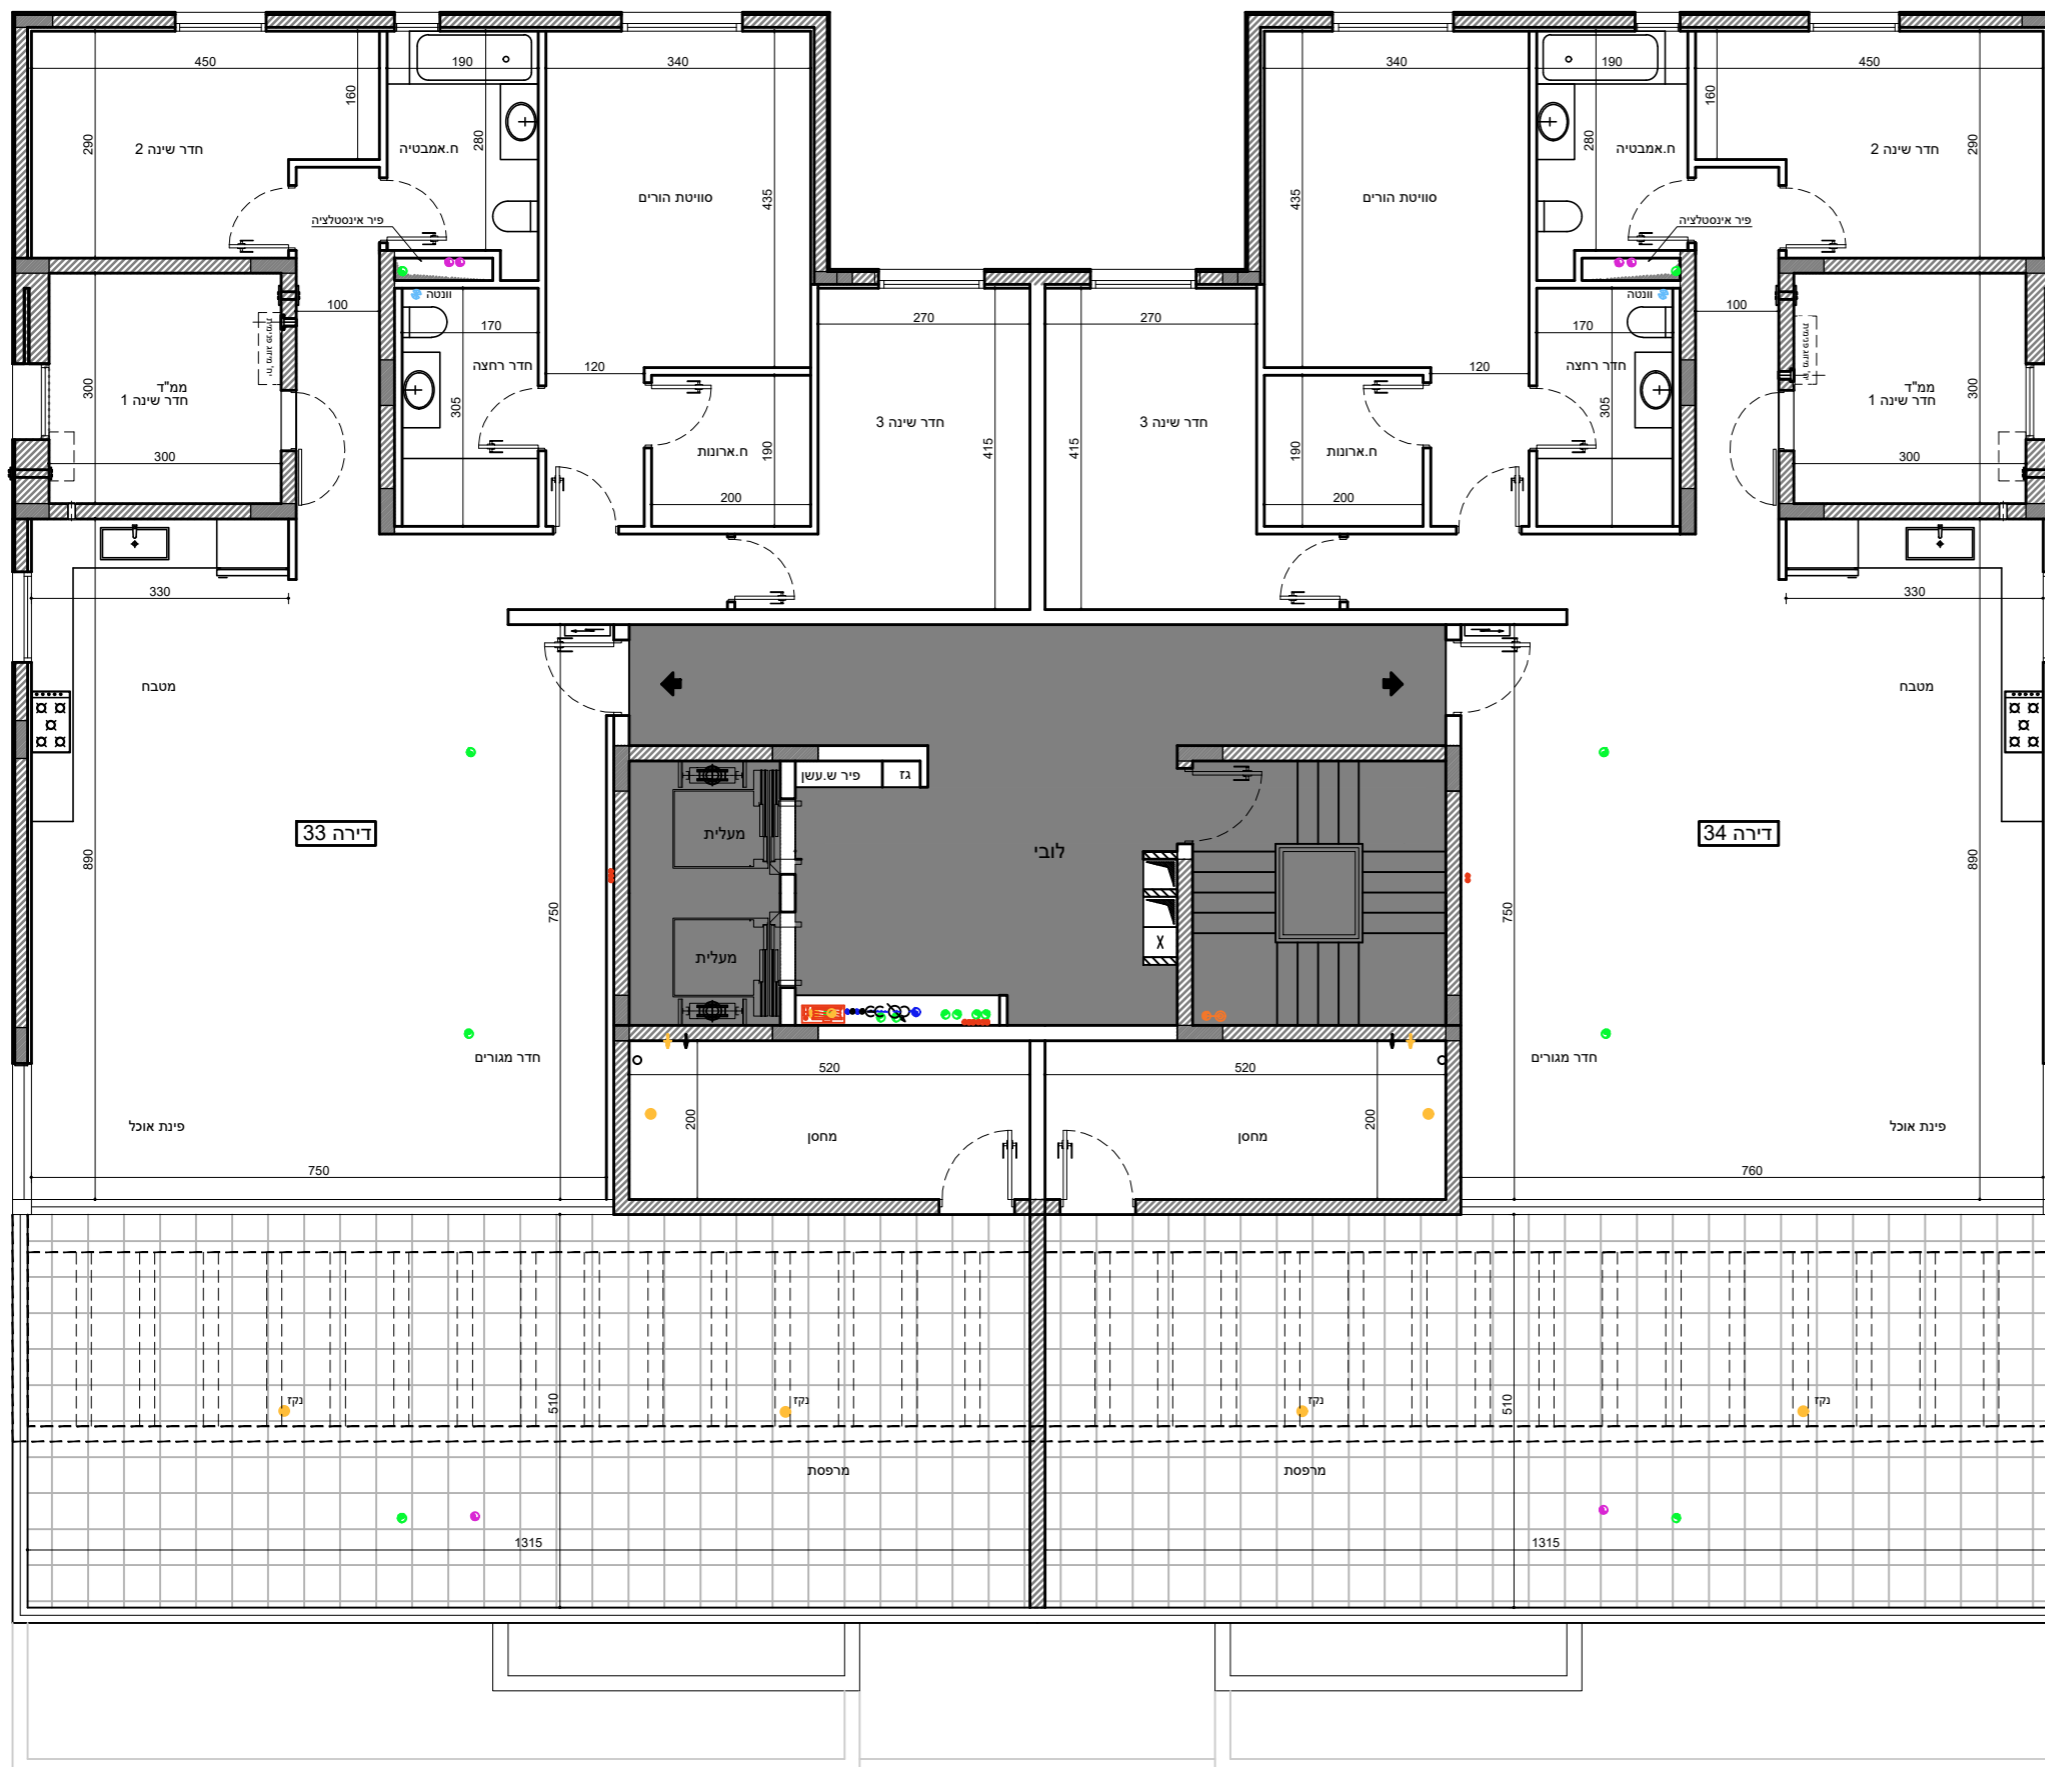 450
190
340
340
190
450
160
160
290
חדר שינה 2
ח.אמבטיה
280
סוויטת הורים
435
435
סוויטת הורים
280
ח.אמבטיה
חדר שינה 2
290
פיר אינסטלציה
פיר אינסטלציה
וונטה
וונטה
100
170
270
270
170
100
יח' מיזוג פנימית
120
חדר רחצה
120
חדר רחצה
300
ממ"ד
חדר שינה 1
305
חדר שינה 3
415
415
חדר שינה 3
305
ממ"ד
חדר שינה 1
300
300
ח.ארונות
190
190
ח.ארונות
300
200
200
330
330
מטבח
מטבח
פיר ש.עשן
גז
דירה 33
מעלית
לובי
דירה 34
890
750
750
890
מעלית
X
חדר מגורים
חדר מגורים
520
520
פינת אוכל
200
מחסן
מחסן
200
פינת אוכל
750
760
נקז
510
נקז
נקז
510
נקז
מרפסת
מרפסת
1315
1315